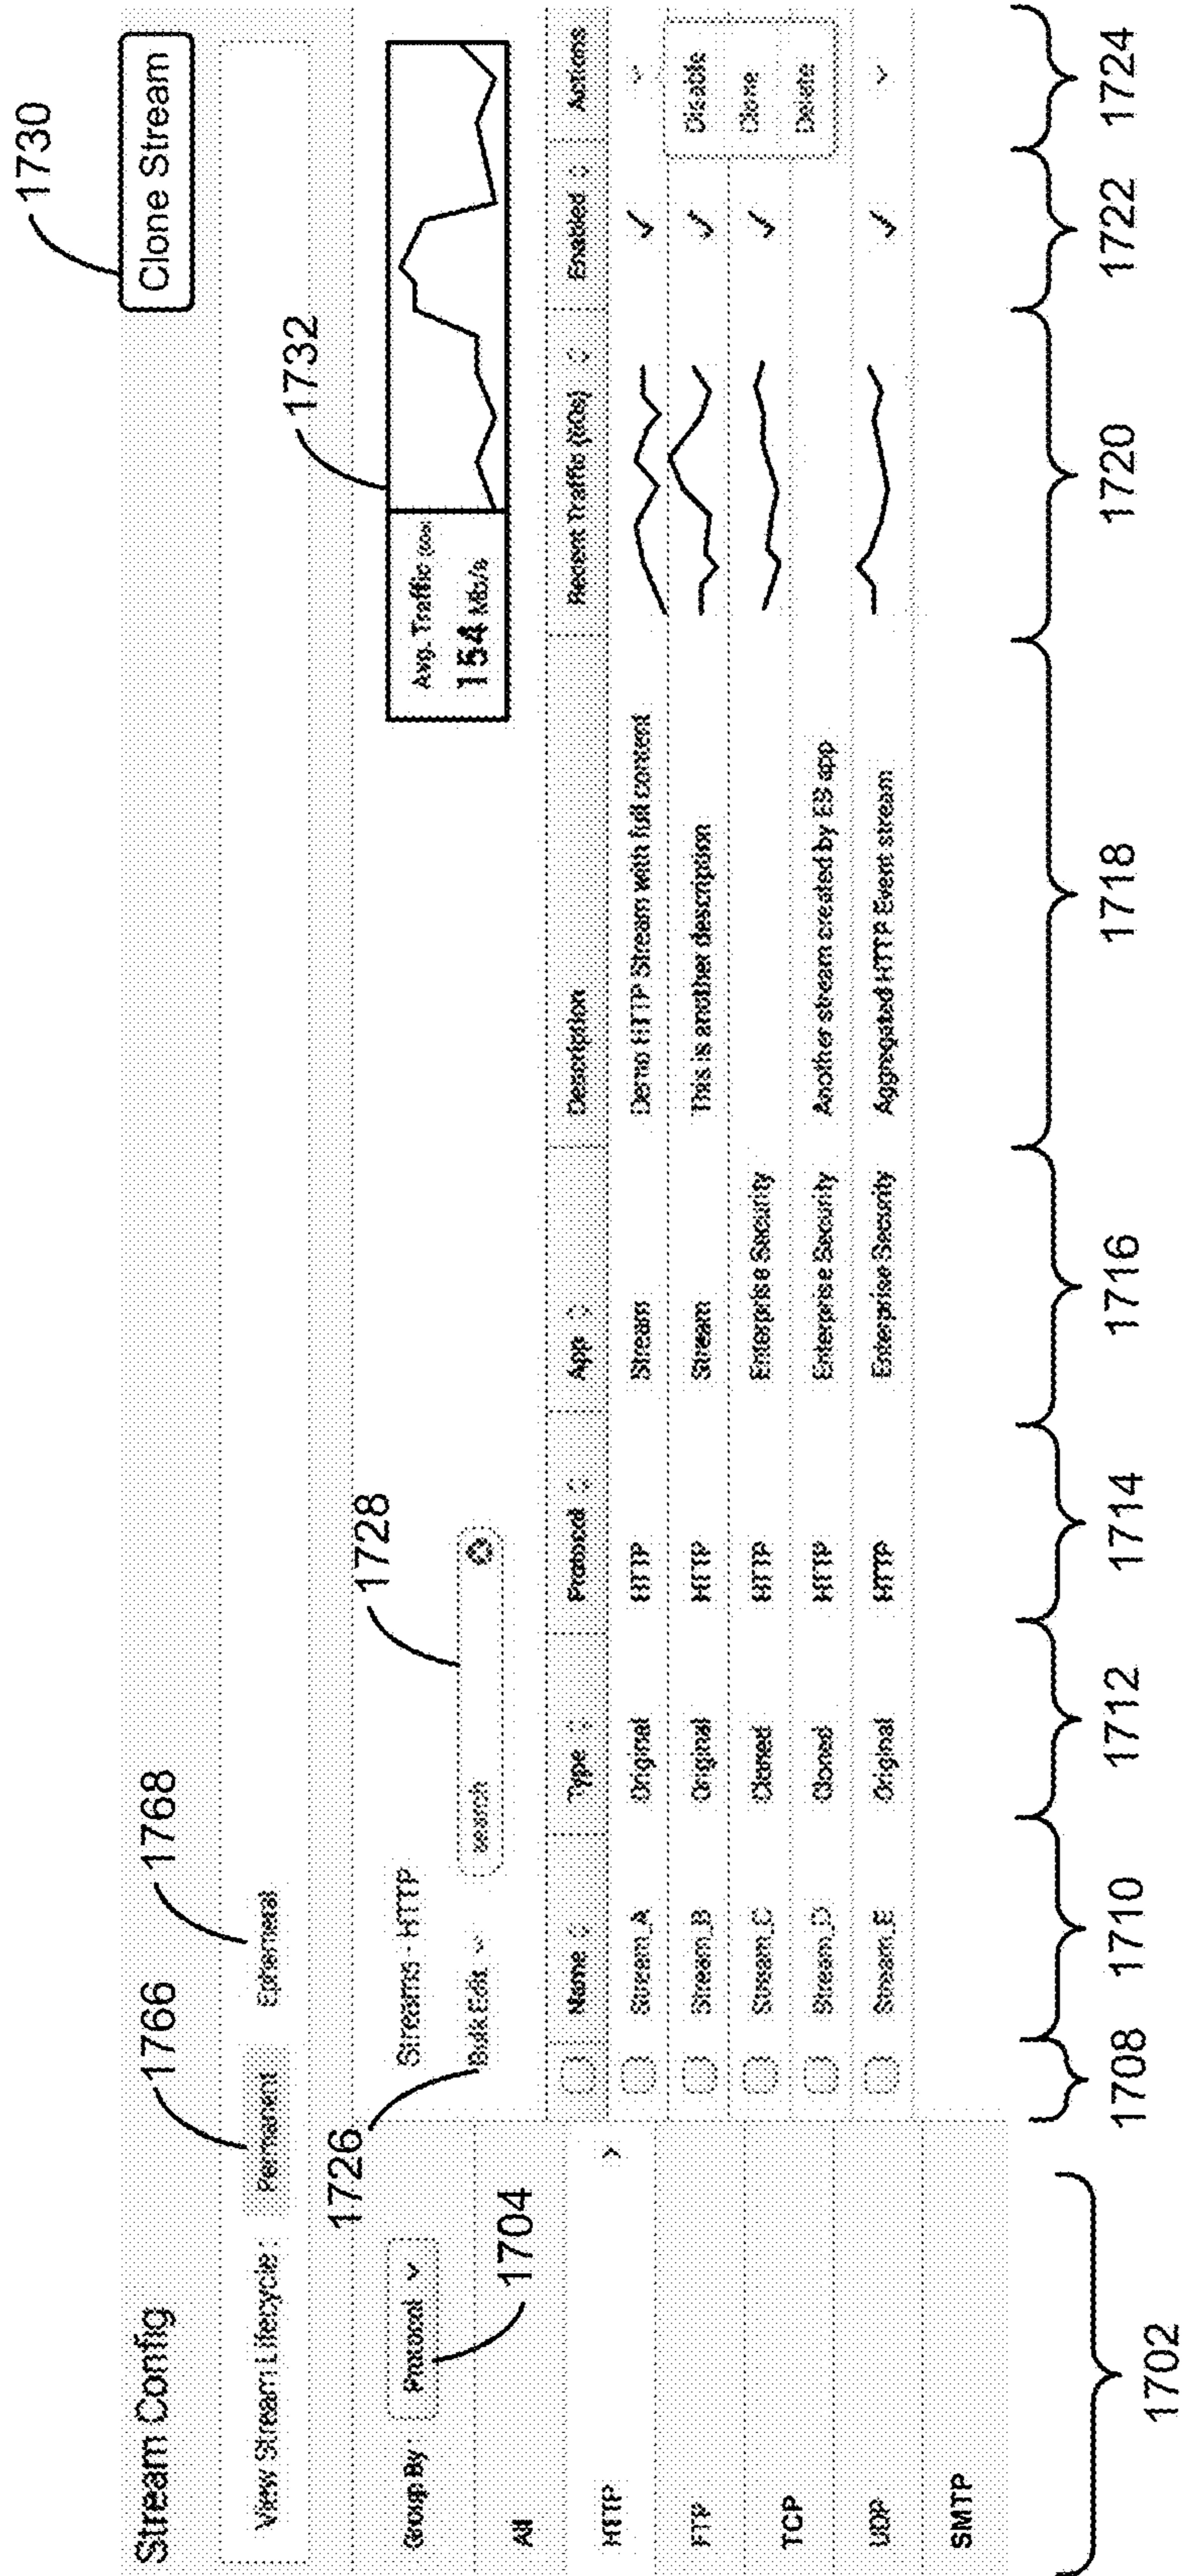 1730
Stream Config
Clone Stream
1766
1768
View Stream Lifecycle :
Permanent
Ephemeral
1732
1726
1728
Group By :
Protocol
Streams - HTTP
Avg. Traffic (60s)
154 Mb/s
Bulk Edit
search
1704
All
HTTP
FTP
TCP
UDP
SMTP
Name Type Protocol App Description Recent Traffic (60s) Enabled Actions
Stream_A Original HTTP Stream Demo HTTP Stream with full content
Stream_B Original HTTP Stream This is another description Disable
Stream_C Cloned HTTP Enterprise Security Clone
Stream_D Cloned HTTP Enterprise Security Another stream created by ES app Delete
Stream_E Original HTTP Enterprise Security Aggregated HTTP Event stream
1702 1708 1710 1712 1714 1716 1718 1720 1722 1724